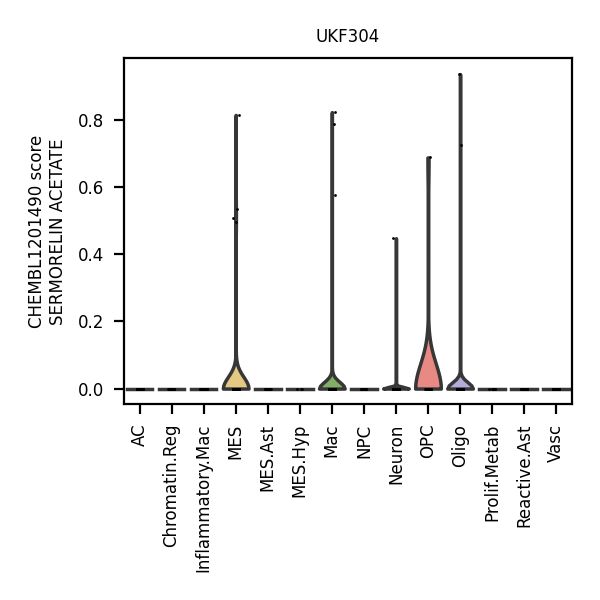 UKF304
CHEMBL1201490 score
SERMORELIN ACETATE
0.8
0.6
0.4
0.2
0.0
AC
Chromatin.Reg
Inflammatory.Mac
MES
MES.Ast
MES.Hyp
Mac
NPC
Neuron
OPC
Oligo
Prolif.Metab
Reactive.Ast
Vasc